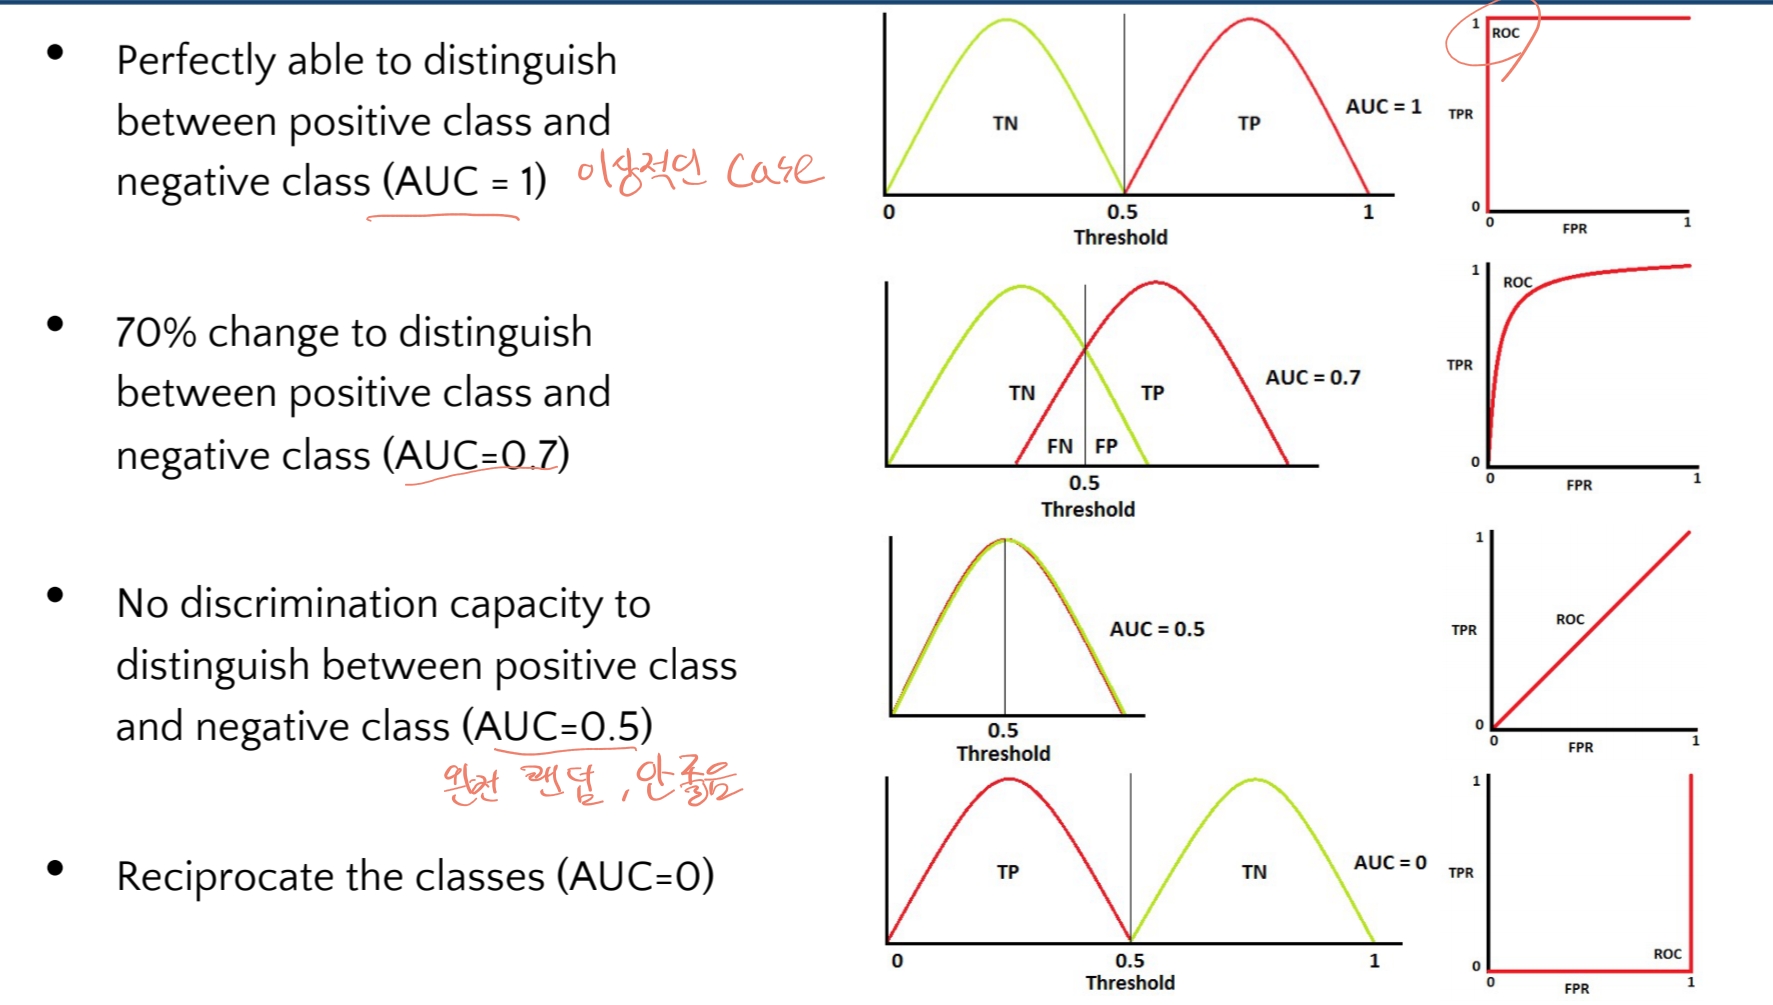 • Perfectly able to distinguish
between positive class and
negative class (AUC = 1) 이상적인 case
TN
TP
AUC = 1
0 0.5 1
Threshold
1
ROC
TPR
0
0 1
FPR
• 70% change to distinguish
between positive class and
negative class (AUC=0.7)
TN
TP
FN FP
AUC = 0.7
0.5
Threshold
1
ROC
TPR
0
0 1
FPR
• No discrimination capacity to
distinguish between positive class
and negative class (AUC=0.5)
완전 랜덤, 안좋음
AUC = 0.5
0.5
Threshold
1
ROC
TPR
0
0 1
FPR
• Reciprocate the classes (AUC=0)
TP
TN
AUC = 0
0 0.5 1
Threshold
1
TPR
ROC
0
0 1
FPR